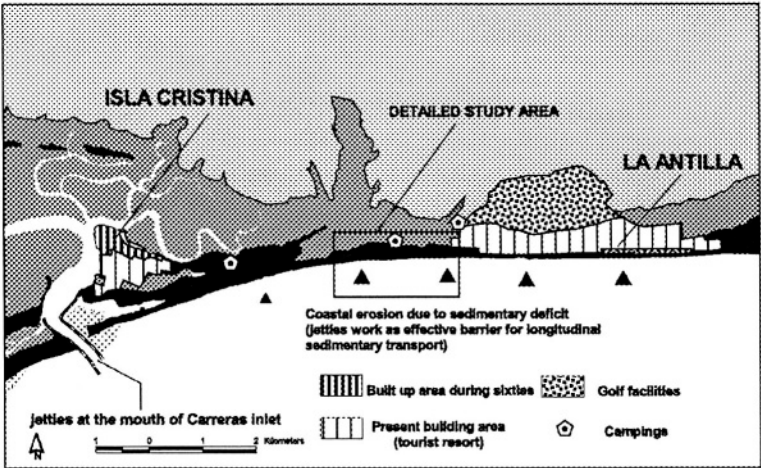 ISLA CRISTINA
DETAILED STUDY AREA
LA ANTILLA
Coastal erosion due to sedimentary deficit
(jetties work as effective barrier for longitudinal
sedimentary transport)
Built up area during sixties
Golf facilities
jetties at the mouth of Carreras inlet
Present building area
(tourist resort)
Campings
N
1 0 1 2 Kilometers